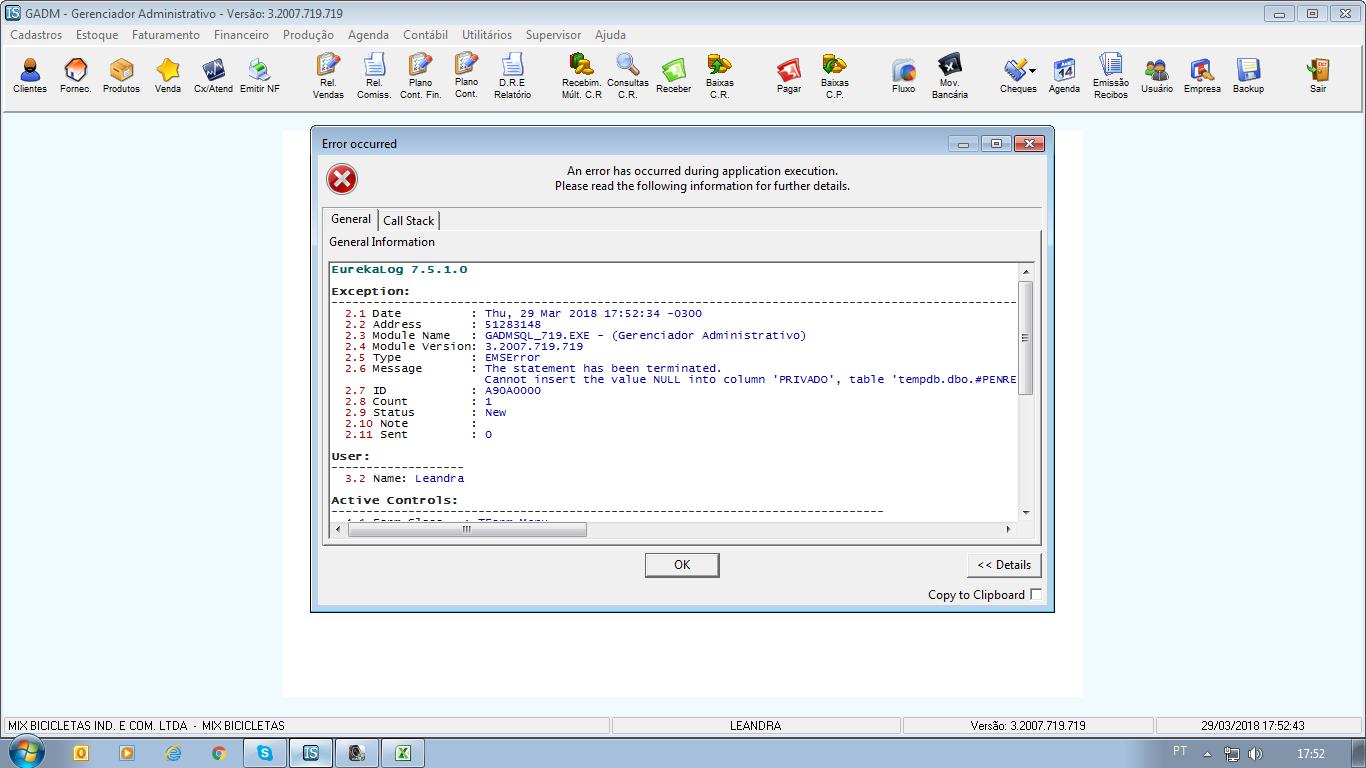 GADM - Gerenciador Administrativo - Versão: 3.2007.719.719
Cadastros Estoque Faturamento Financeiro Produção Agenda Contábil Utilitários Supervisor Ajuda
Clientes Fornec. Produtos Venda Cx/Atend Emitir NF Rel. Vendas Rel. Comiss. Plano Cont. Fin. Plano Cont. D.R.E Relatório Recebim. Múlt. C.R Consultas C.R. Receber Baixas C.R. Pagar Baixas C.P. Fluxo Mov. Bancária Cheques Agenda Emissão Recibos Usuário Empresa Backup Sair
Error occurred
An error has occurred during application execution.
Please read the following information for further details.
General Call Stack
General Information
EurekaLog 7.5.1.0
Exception:
2.1 Date : Thu, 29 Mar 2018 17:52:34 -0300
2.2 Address : 51283148
2.3 Module Name : GADMSQL_719.EXE - (Gerenciador Administrativo)
2.4 Module Version: 3.2007.719.719
2.5 Type : EMSError
2.6 Message : The statement has been terminated.
Cannot insert the value NULL into column 'PRIVADO', table 'tempdb.dbo.#PENRE
2.7 ID : A90A0000
2.8 Count : 1
2.9 Status : New
2.10 Note :
2.11 Sent : 0
User:
3.2 Name: Leandra
Active Controls:
4.1 Form Class : TForm_Menu
OK
<< Details
Copy to Clipboard
MIX BICICLETAS IND. E COM. LTDA - MIX BICICLETAS LEANDRA Versão: 3.2007.719.719 29/03/2018 17:52:43
PT 17:52